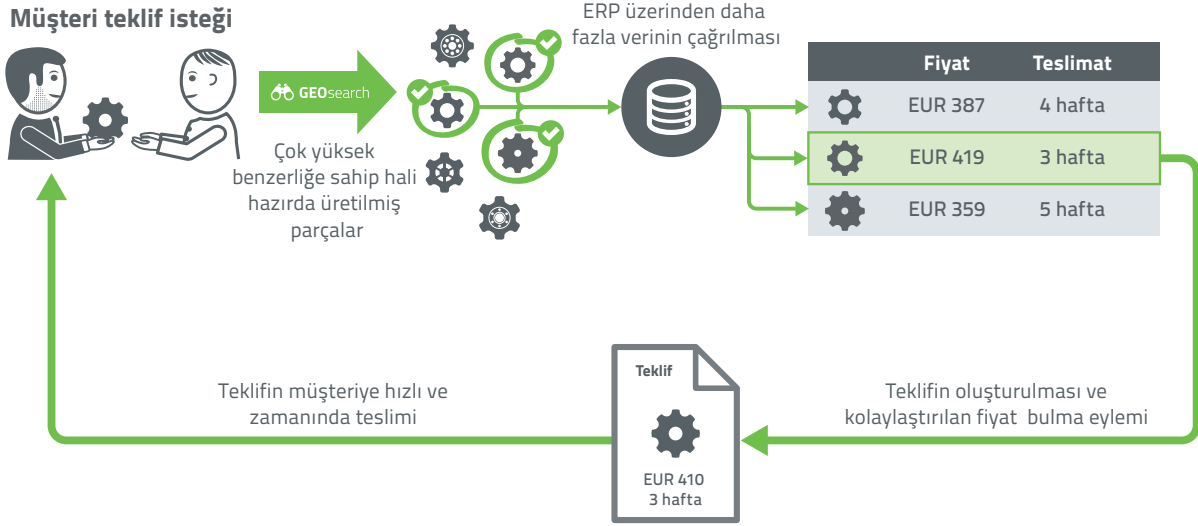 Müşteri teklif isteği
GEOsearch
Çok yüksek
benzerliğe sahip hali
hazırda üretilmiş
parçalar
ERP üzerinden daha
fazla verinin çağrılması
Fiyat Teslimat
EUR 387 4 hafta
EUR 419 3 hafta
EUR 359 5 hafta
Teklifin oluşturulması ve
kolaylaştırılan fiyat bulma eylemi
Teklif
EUR 410
3 hafta
Teklifin müşteriye hızlı ve
zamanında teslimi